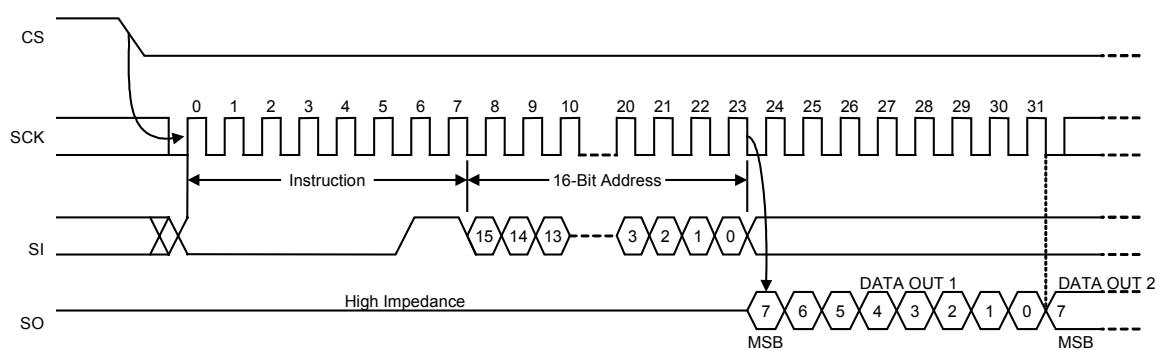 CS
0 1 2 3 4 5 6 7 8 9 10 20 21 22 23 24 25 26 27 28 29 30 31
SCK
Instruction 16-Bit Address
SI 15 14 13 3 2 1 0
DATA OUT 1 DATA OUT 2
High Impedance
SO 7 6 5 4 3 2 1 0 7
MSB MSB